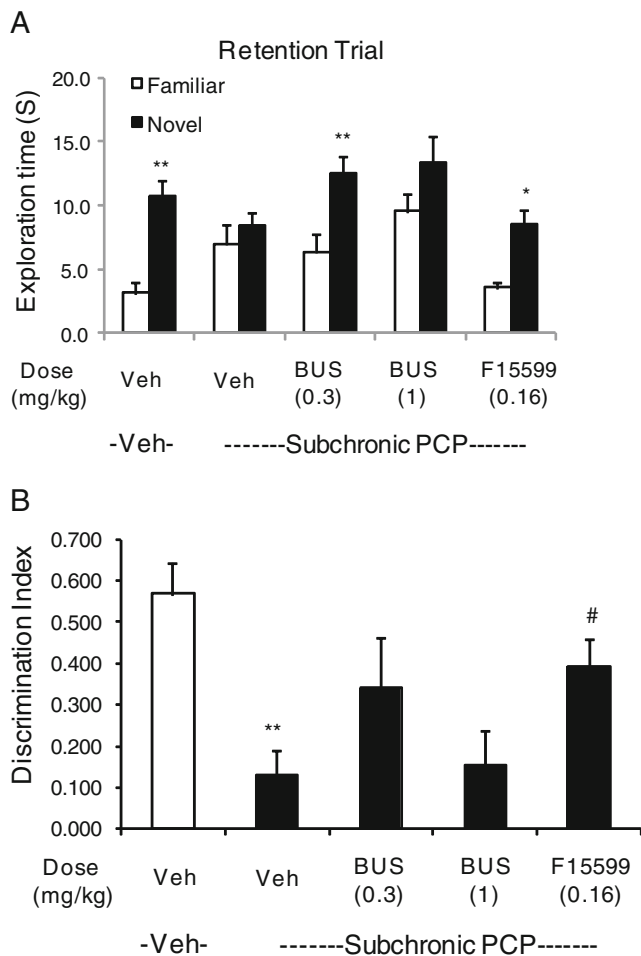 A
Retention Trial
Exploration time (S)
20.0
15.0
10.0
5.0
0.0
Familiar
Novel
**
**
*
Dose (mg/kg)
Veh
Veh
BUS (0.3)
BUS (1)
F15599 (0.16)
-Veh-
-------Subchronic PCP-------
B
Discrimination Index
0.700
0.600
0.500
0.400
0.300
0.200
0.100
0.000
**
#
Dose (mg/kg)
Veh
Veh
BUS (0.3)
BUS (1)
F15599 (0.16)
-Veh-
-------Subchronic PCP-------